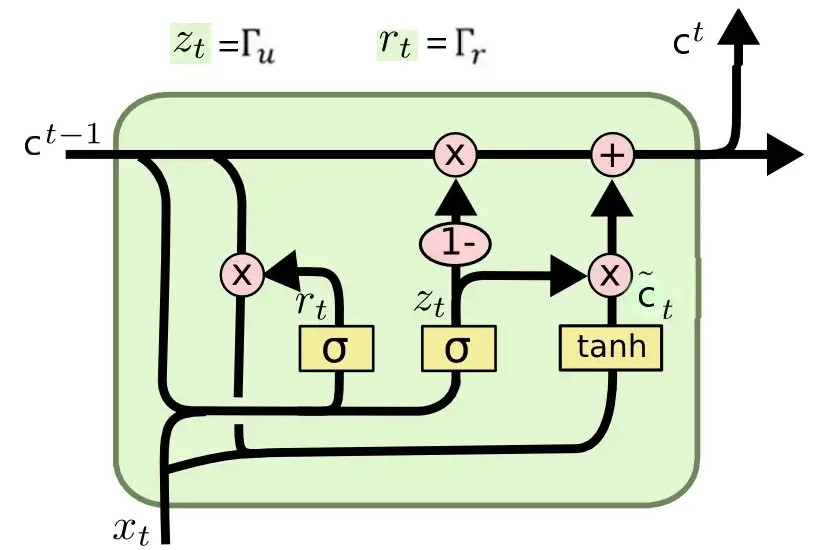 z_t =Γ_u
r_t = Γ_r
c^t
c^{t-1}
x
+
1-
x
x
r_t
z_t
c̃_t
σ
σ
tanh
x_t